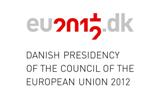 eu2012.dk
DANISH PRESIDENCY
OF THE COUNCIL OF THE
EUROPEAN UNION 2012